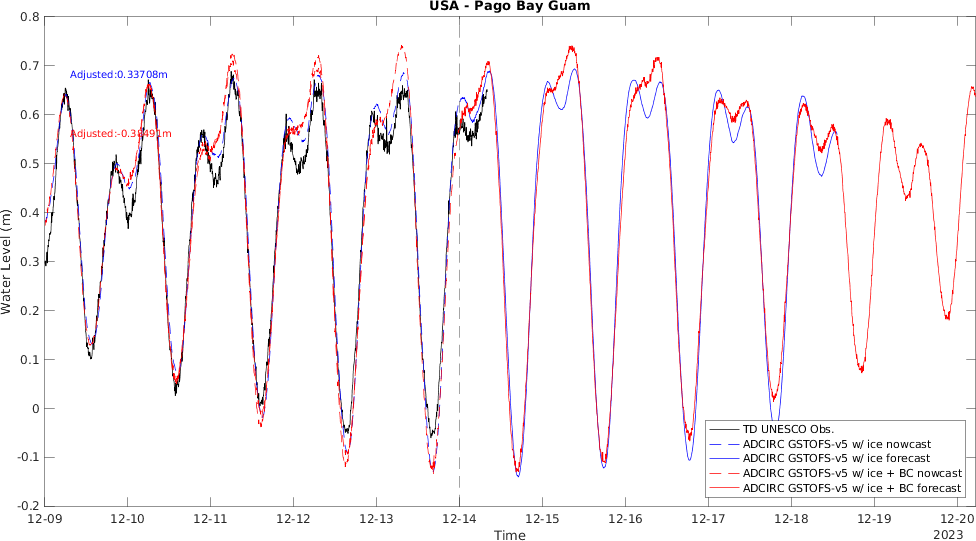 USA - Pago Bay Guam
0.8
0.7
0.6
0.5
0.4
0.3
0.2
0.1
0
-0.1
-0.2
Water Level (m)
Adjusted:0.33708m
TD UNESCO Obs.
ADCIRC GSTOFS-v5 w/ ice nowcast
ADCIRC GSTOFS-v5 w/ ice forecast
ADCIRC GSTOFS-v5 w/ ice + BC nowcast
ADCIRC GSTOFS-v5 w/ ice + BC forecast
12-09 12-10 12-11 12-12 12-13 12-14 12-15 12-16 12-17 12-18 12-19 12-20
Time
2023